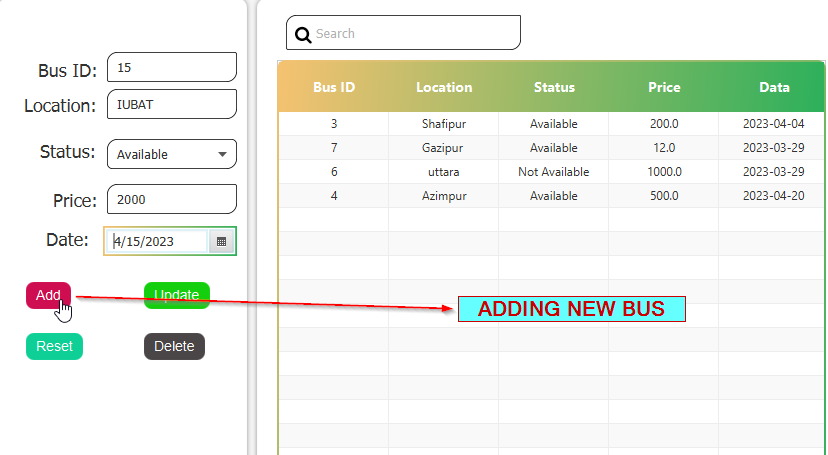 Bus ID: 15
Location: IUBAT
Status: Available
Price: 2000
Date: 4/15/2023
Add Update
Reset Delete
Search
Bus ID Location Status Price Data
3 Shafipur Available 200.0 2023-04-04
7 Gazipur Available 12.0 2023-03-29
6 uttara Not Available 1000.0 2023-03-29
4 Azimpur Available 500.0 2023-04-20
ADDING NEW BUS